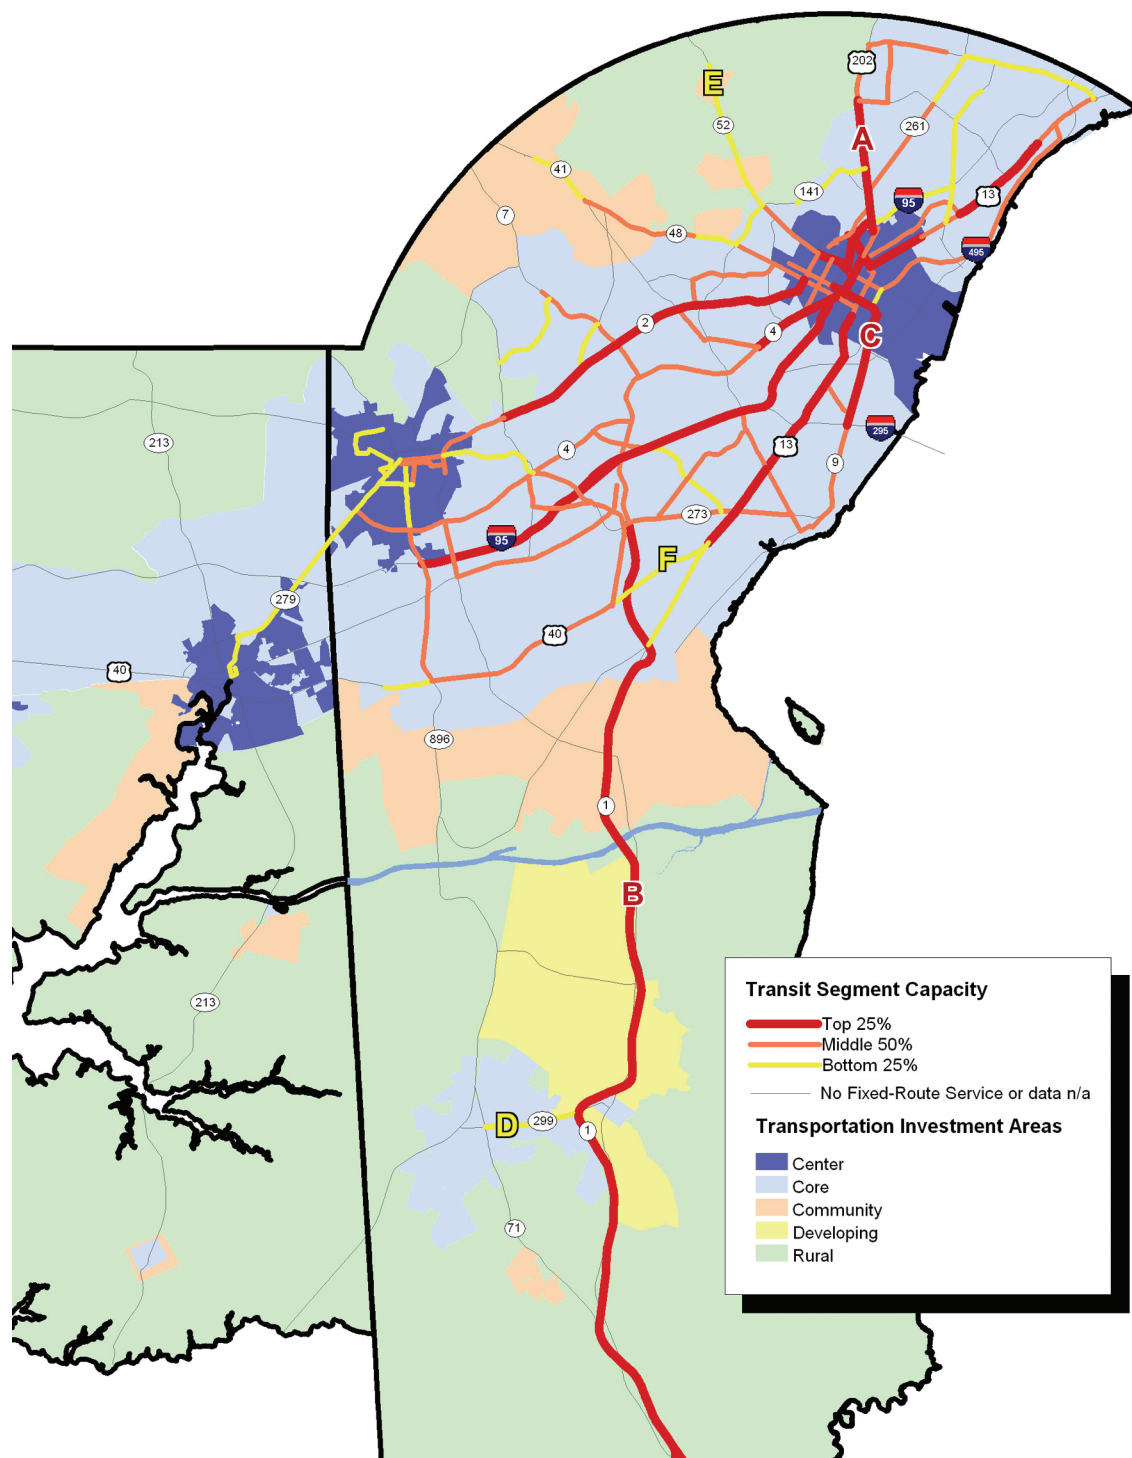 E
202
52
A
261
41
141
95
13
7
48
495
2
4
C
213
4
13
295
9
273
95
F
279
40
40
896
1
B
213
D
299
1
71
Transit Segment Capacity
Top 25%
Middle 50%
Bottom 25%
No Fixed-Route Service or data n/a
Transportation Investment Areas
Center
Core
Community
Developing
Rural